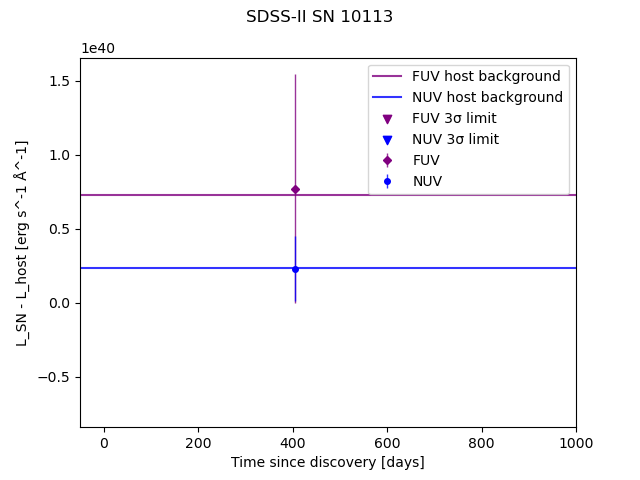 SDSS-II SN 10113
1e40
FUV host background
NUV host background
FUV 3σ limit
NUV 3σ limit
FUV
NUV
1.5
1.0
0.5
0.0
−0.5
L_SN - L_host [erg s^-1 Å^-1]
0 200 400 600 800 1000
Time since discovery [days]